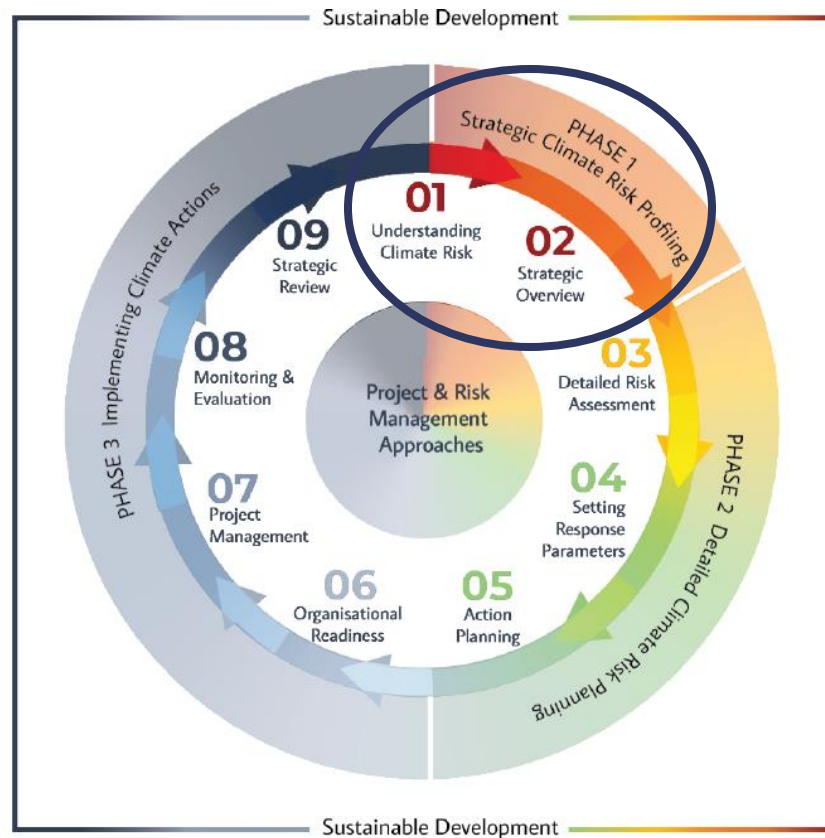 Sustainable Development
PHASE 1
Strategic Climate Risk Profiling
01
Understanding
Climate Risk
02
Strategic
Overview
03
Detailed Risk
Assessment
PHASE 2 Detailed Climate Risk Planning
04
Setting
Response
Parameters
05
Action
Planning
06
Organisational
Readiness
07
Project
Management
08
Monitoring &
Evaluation
09
Strategic
Review
PHASE 3 Implementing Climate Actions
Project & Risk
Management
Approaches
Sustainable Development